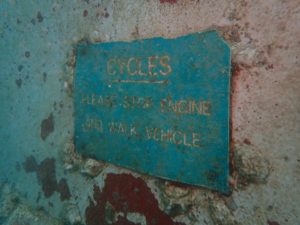 CYCLES
PLEASE STOP ENGINE
AND WALK VEHICLE